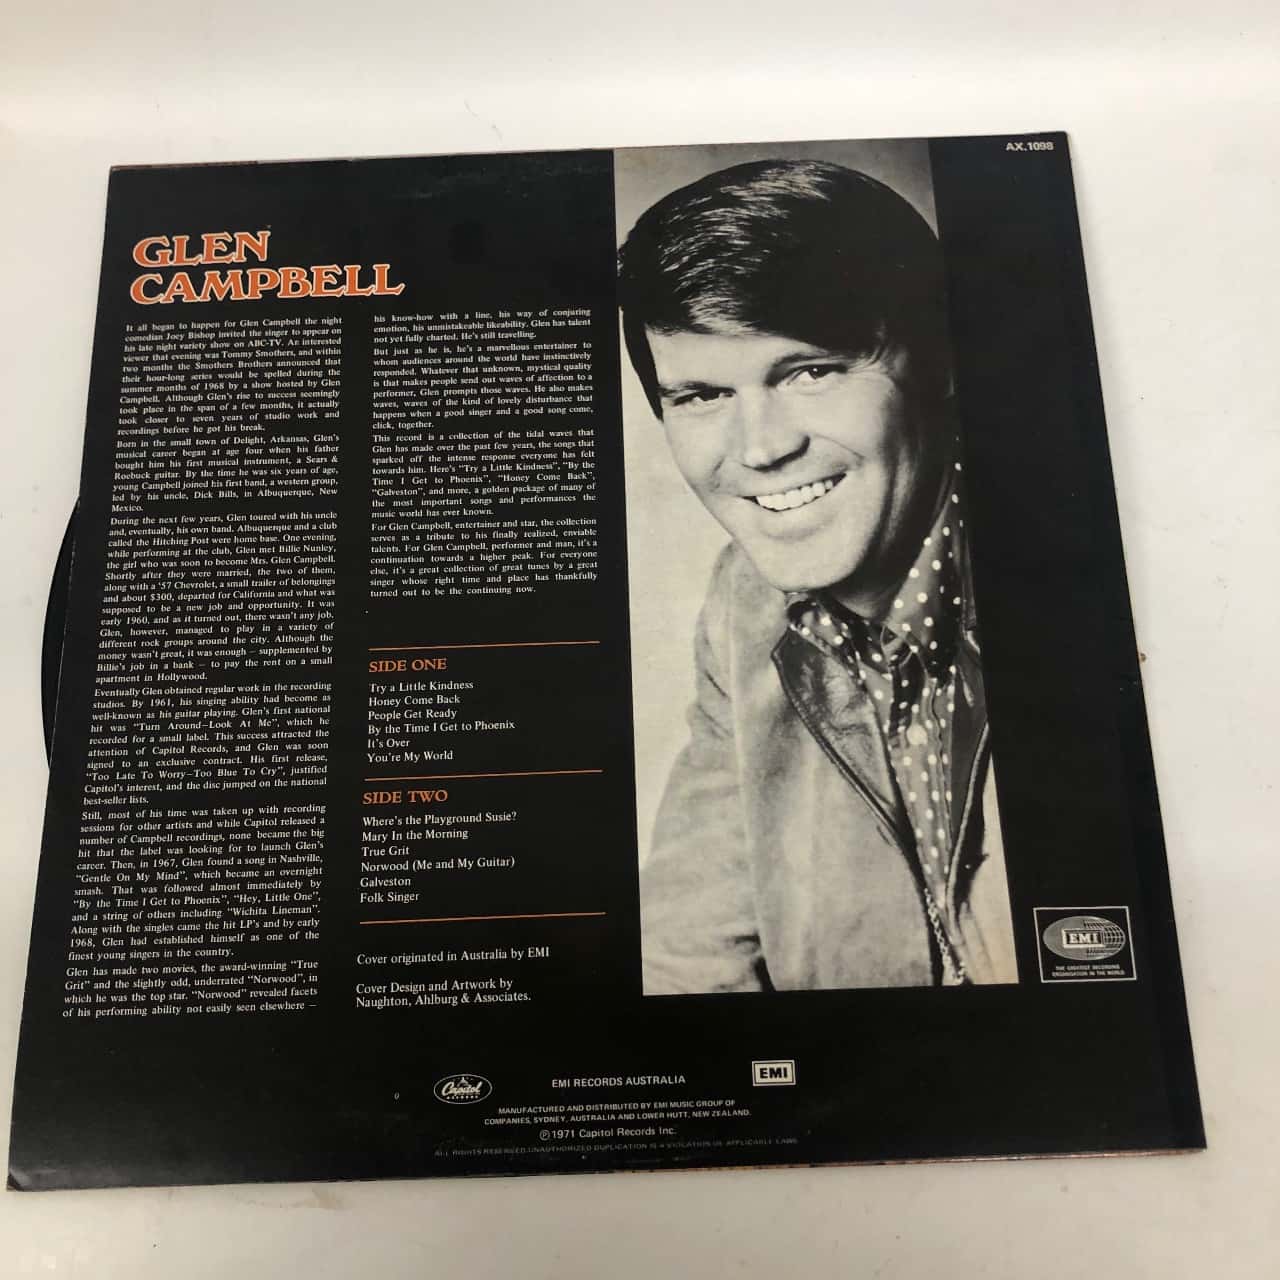 AX.1098
GLEN
CAMPBELL
It all began to happen for Glen Campbell the night
comedian Joey Bishop invited the singer to appear on
his late night variety show on ABC-TV. An interested
viewer that evening was Tommy Smothers, and within
two months the Smothers Brothers announced that
their hour-long series would be spelled during the
summer months of 1968 by a show hosted by Glen
Campbell. Although Glen's rise to success seemingly
took place in the span of a few months, it actually
took closer to seven years of studio work and
recordings before he got his break.
Born in the small town of Delight, Arkansas, Glen's
musical career began at age four when his father
bought him his first musical instrument, a Sears &
Roebuck guitar. By the time he was six years of age,
young Campbell joined his first band, a western group,
led by his uncle, Dick Bills, in Albuquerque, New
Mexico.
During the next few years, Glen toured with his uncle
and, eventually, his own band. Albuquerque and a club
called the Hitching Post were home base. One evening,
while performing at the club, Glen met Billie Nunley,
the girl who was soon to become Mrs. Glen Campbell.
Shortly after they were married, the two of them,
along with a '57 Chevrolet, a small trailer of belongings
and about $300, departed for California and what was
supposed to be a new job and opportunity. It was
early 1960, and as it turned out, there wasn't any job.
Glen, however, managed to play in a variety of
different rock groups around the city. Although the
money wasn't great, it was enough – supplemented by
Billie's job in a bank – to pay the rent on a small
apartment in Hollywood.
Eventually Glen obtained regular work in the recording
studios. By 1961, his singing ability had become as
well-known as his guitar playing. Glen's first national
hit was "Turn Around–Look At Me", which he
recorded for a small label. This success attracted the
attention of Capitol Records, and Glen was soon
signed to an exclusive contract. His first release,
"Too Late To Worry–Too Blue To Cry", justified
Capitol's interest, and the disc jumped on the national
best-seller lists.
Still, most of his time was taken up with recording
sessions for other artists and while Capitol released a
number of Campbell recordings, none became the big
hit that the label was looking for to launch Glen's
career. Then, in 1967, Glen found a song in Nashville,
"Gentle On My Mind", which became an overnight
smash. That was followed almost immediately by
"By the Time I Get to Phoenix", "Hey, Little One",
and a string of others including "Wichita Lineman".
Along with the singles came the hit LP's and by early
1968, Glen had established himself as one of the
finest young singers in the country.
Glen has made two movies, the award-winning "True
Grit" and the slightly odd, underrated "Norwood", in
which he was the top star. "Norwood" revealed facets
of his performing ability not easily seen elsewhere –
his know-how with a line, his way of conjuring
emotion, his unmistakeable likeability. Glen has talent
not yet fully charted. He's still travelling.
But just as he is, he's a marvellous entertainer to
whom audiences around the world have instinctively
responded. Whatever that unknown, mystical quality
is that makes people send out waves of affection to a
performer, Glen prompts those waves. He also makes
waves, waves of the kind of lovely disturbance that
happens when a good singer and a good song come,
click, together.
This record is a collection of the tidal waves that
Glen has made over the past few years, the songs that
sparked off the intense response everyone has felt
towards him. Here's "Try a Little Kindness", "By the
Time I Get to Phoenix", "Honey Come Back",
"Galveston", and more, a golden package of many of
the most important songs and performances the
music world has ever known.
For Glen Campbell, entertainer and star, the collection
serves as a tribute to his finally realized, enviable
talents. For Glen Campbell, performer and man, it's a
continuation towards a higher peak. For everyone
else, it's a great collection of great tunes by a great
singer whose right time and place has thankfully
turned out to be the continuing now.
SIDE ONE
Try a Little Kindness
Honey Come Back
People Get Ready
By the Time I Get to Phoenix
It's Over
You're My World
SIDE TWO
Where's the Playground Susie?
Mary In the Morning
True Grit
Norwood (Me and My Guitar)
Galveston
Folk Singer
Cover originated in Australia by EMI
Cover Design and Artwork by
Naughton, Ahlburg & Associates.
EMI
THE GREATEST RECORDING
ORGANISATION IN THE WORLD
Capitol
RECORDS
EMI RECORDS AUSTRALIA
EMI
MANUFACTURED AND DISTRIBUTED BY EMI MUSIC GROUP OF
COMPANIES, SYDNEY, AUSTRALIA AND LOWER HUTT, NEW ZEALAND.
℗1971 Capitol Records Inc.
ALL RIGHTS RESERVED. UNAUTHORIZED DUPLICATION IS A VIOLATION OF APPLICABLE LAWS